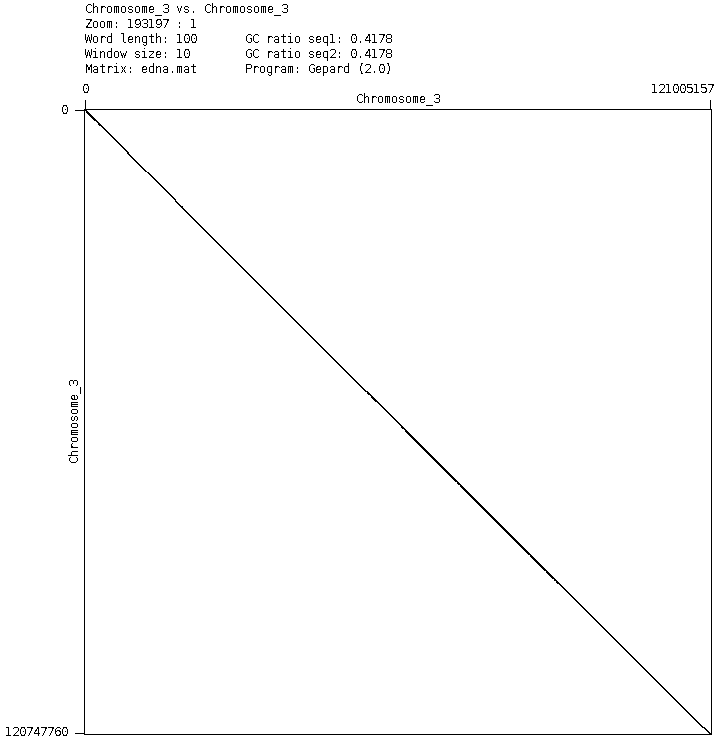 Chromosome_3 vs. Chromosome_3
Zoom: 193197 : 1
Word length: 100 GC ratio seq1: 0.4178
Window size: 10 GC ratio seq2: 0.4178
Matrix: edna.mat Program: Gepard (2.0)
0 121005157
Chromosome_3
0
Chromosome_3
120747760